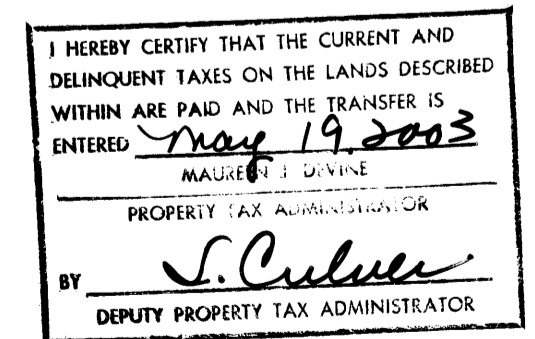 I HEREBY CERTIFY THAT THE CURRENT AND
DELINQUENT TAXES ON THE LANDS DESCRIBED
WITHIN ARE PAID AND THE TRANSFER IS
ENTERED May 19, 2003
MAUREEN J. DEVINE
PROPERTY TAX ADMINISTRATOR
BY S. Culver
DEPUTY PROPERTY TAX ADMINISTRATOR